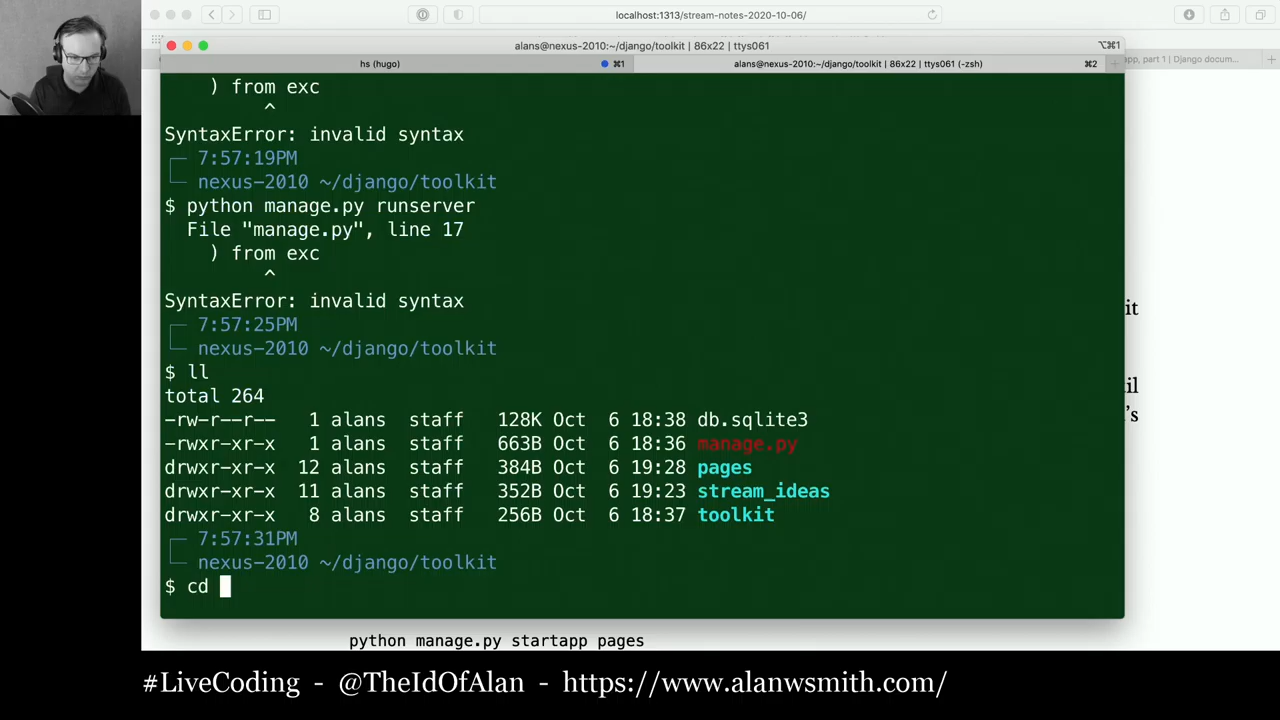 localhost:1313/stream-notes-2020-10-06/
alans@nexus-2010:~/django/toolkit | 86x22 | ttys061
⌥⌘1
hs (hugo)
⌘1
alans@nexus-2010:~/django/toolkit | 86x22 | ttys061 (-zsh)
⌘2
app, part 1 | Django docum...
) from exc
^
SyntaxError: invalid syntax
7:57:19PM
nexus-2010 ~/django/toolkit
$ python manage.py runserver
File "manage.py", line 17
) from exc
^
SyntaxError: invalid syntax
7:57:25PM
nexus-2010 ~/django/toolkit
$ ll
total 264
-rw-r--r-- 1 alans staff 128K Oct 6 18:38 db.sqlite3
-rwxr-xr-x 1 alans staff 663B Oct 6 18:36 manage.py
drwxr-xr-x 12 alans staff 384B Oct 6 19:28 pages
drwxr-xr-x 11 alans staff 352B Oct 6 19:23 stream_ideas
drwxr-xr-x 8 alans staff 256B Oct 6 18:37 toolkit
7:57:31PM
nexus-2010 ~/django/toolkit
$ cd
python manage.py startapp pages
#LiveCoding - @TheIdOfAlan - https://www.alanwsmith.com/